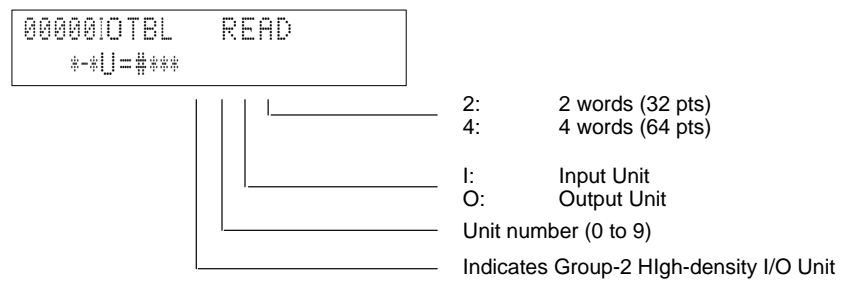 00000IOTBL READ
*-*U=#***
2: 2 words (32 pts)
4: 4 words (64 pts)
I: Input Unit
O: Output Unit
Unit number (0 to 9)
Indicates Group-2 HIgh-density I/O Unit